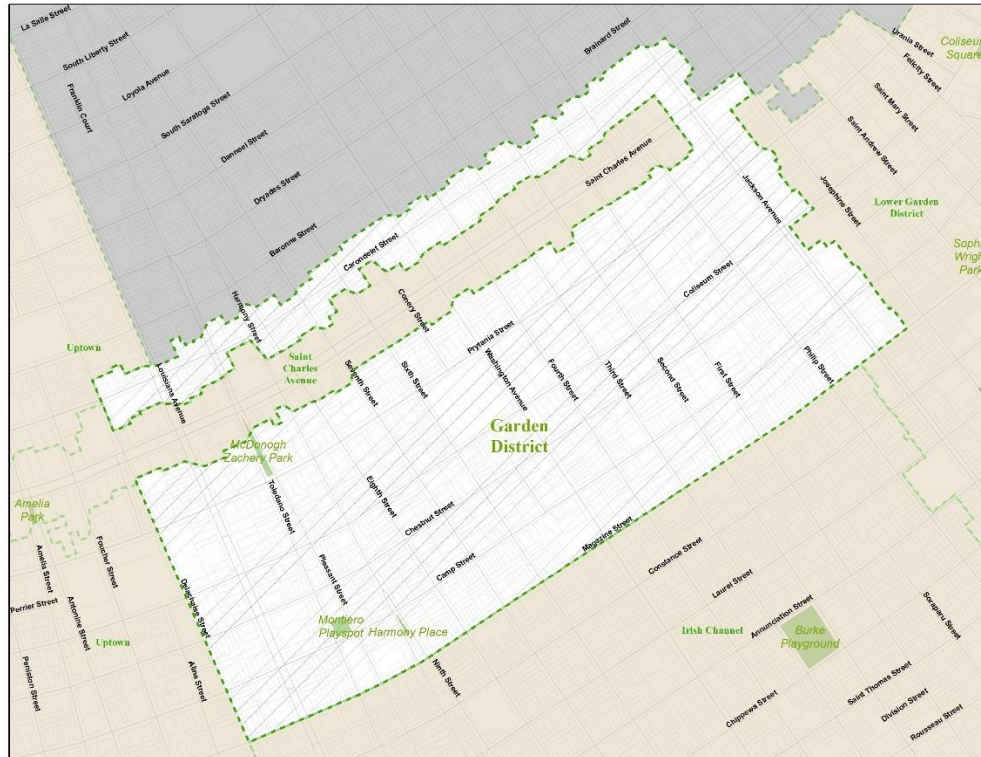 La Salle Street
South Liberty Street
Loyola Avenue
Franklin Court
South Saratoga Street
Danneel Street
Dryades Street
Baronne Street
Brainard Street
Urania Street
Felicity Street
Coliseum
Square
Saint Mary Street
Saint Andrew Street
Josephine Street
Lower Garden
District
Jackson Avenue
Saint Charles Avenue
Carondelet Street
Harmony Street
Conery Street
Coliseum Street
Prytania Street
Uptown
Saint
Charles
Avenue
Louisiana Avenue
Seventh Street
Sixth Street
Washington Avenue
Fourth Street
Third Street
Second Street
First Street
Philip Street
Garden
District
McDonogh
Zachery Park
Toledano Street
Eighth Street
Chesnut Street
Magazine Street
Amelia
Park
Amelia Street
Foucher Street
Perrier Street
Antonine Street
Peniston Street
Uptown
Delachaise Street
Aline Street
Pleasant Street
Camp Street
Montiero
Playspot
Harmony Place
Ninth Street
Constance Street
Laurel Street
Annunciation Street
Irish Channel
Burke
Playground
Soraparu Street
Chippewa Street
Saint Thomas Street
Division Street
Rousseau Street